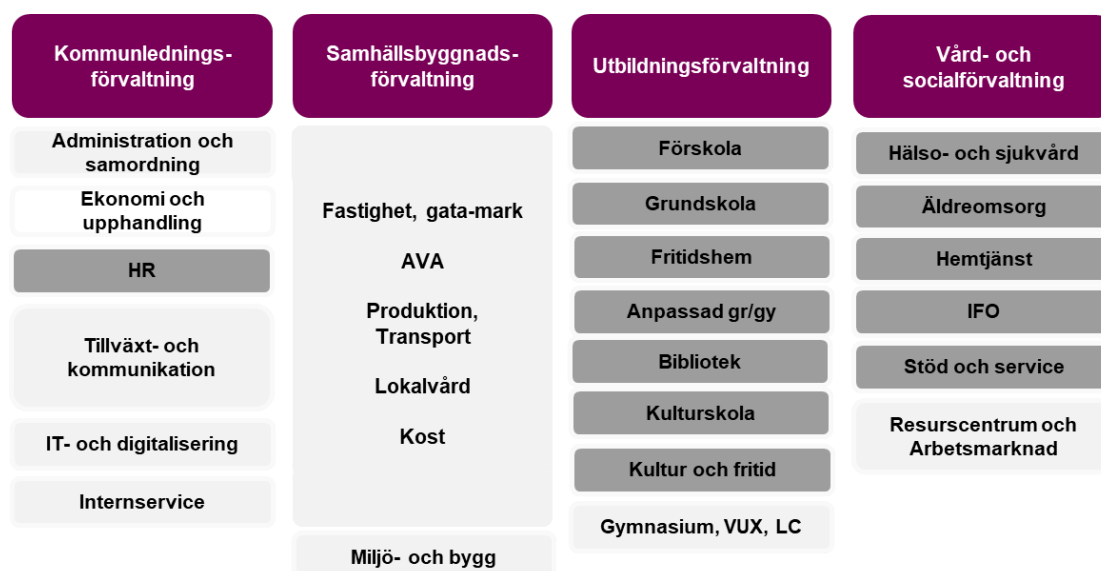 Kommunlednings-
förvaltning
Administration och
samordning
Ekonomi och
upphandling
HR
Tillväxt- och
kommunikation
IT- och digitalisering
Internservice
Samhällsbyggnads-
förvaltning
Fastighet, gata-mark
AVA
Produktion,
Transport
Lokalvård
Kost
Miljö- och bygg
Utbildningsförvaltning
Förskola
Grundskola
Fritidshem
Anpassad gr/gy
Bibliotek
Kulturskola
Kultur och fritid
Gymnasium, VUX, LC
Vård- och
socialförvaltning
Hälso- och sjukvård
Äldreomsorg
Hemtjänst
IFO
Stöd och service
Resurscentrum och
Arbetsmarknad